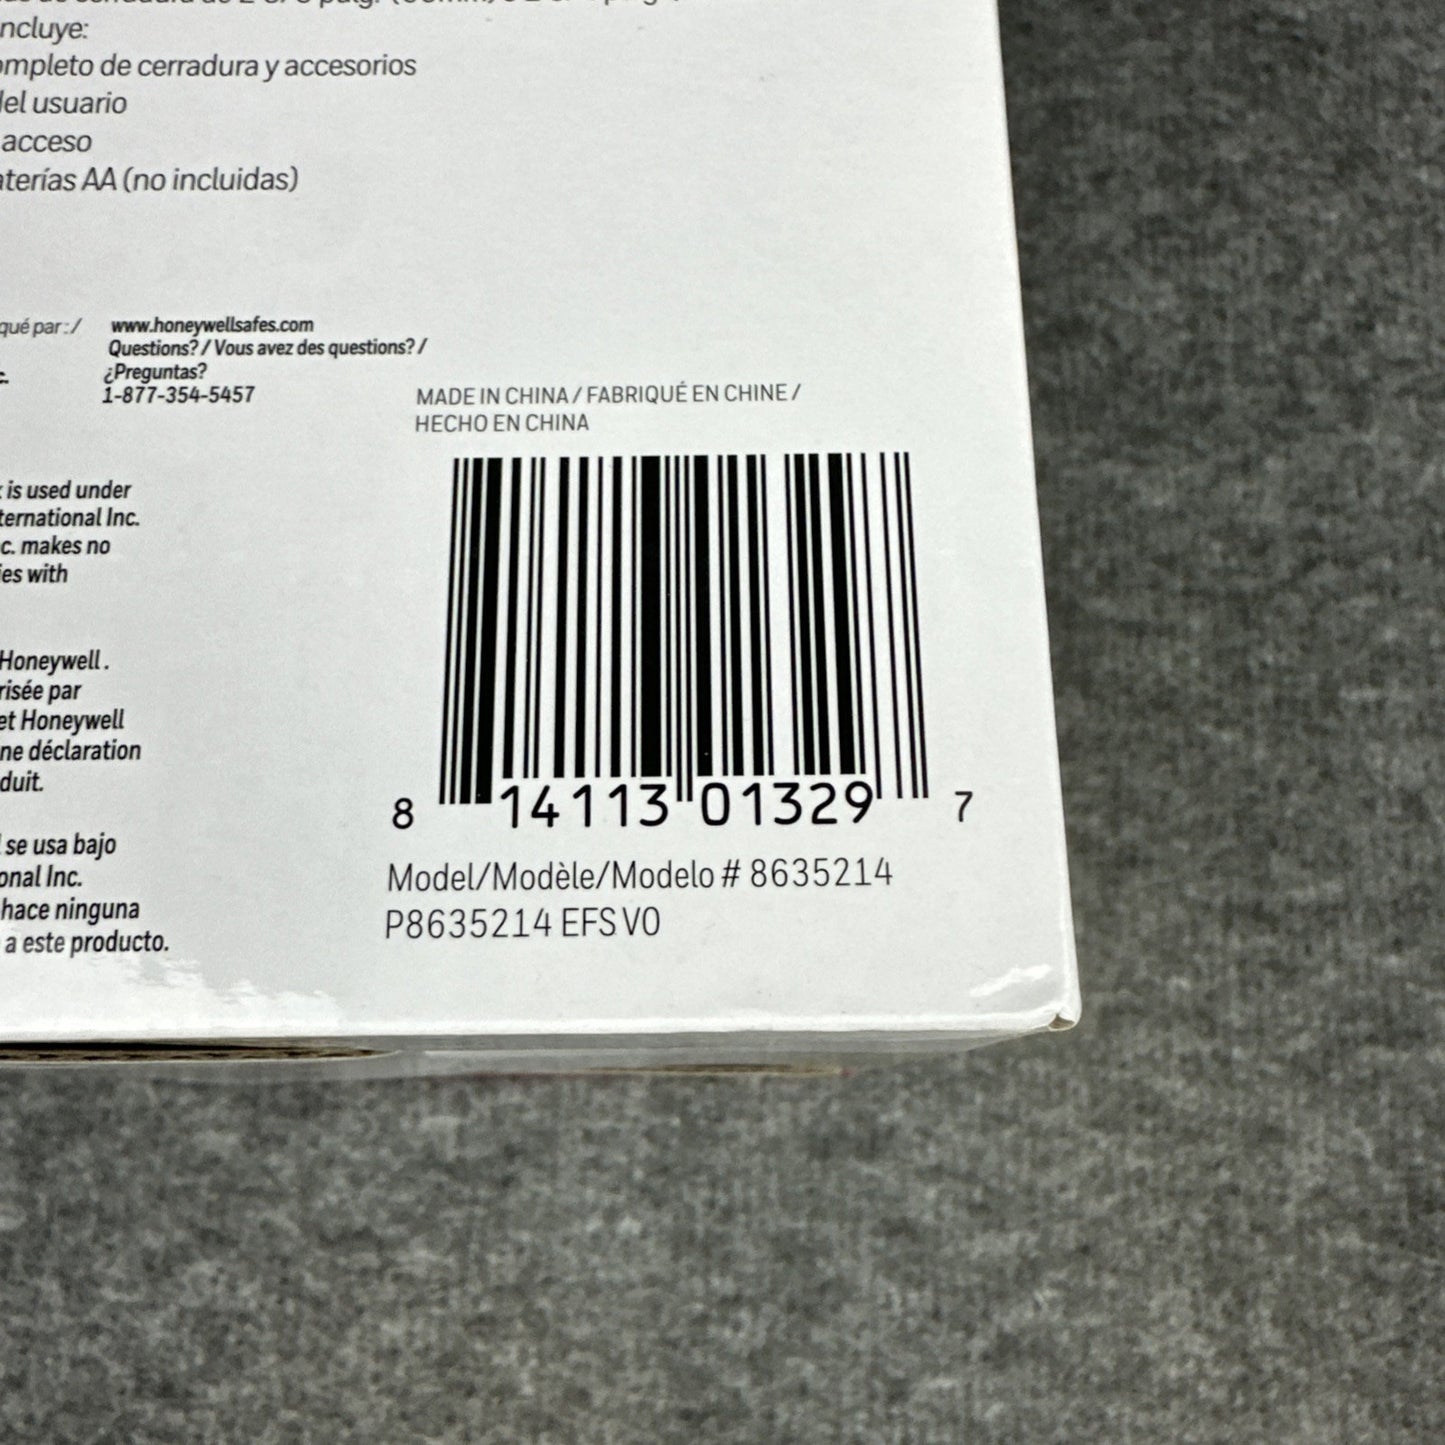 ncluye:
ompleto de cerradura y accesorios
del usuario
acceso
aterías AA (no incluidas)
qué par : /
www.honeywellsafes.com
Questions? / Vous avez des questions? /
¿Preguntas?
1-877-354-5457
c.
MADE IN CHINA / FABRIQUÉ EN CHINE /
HECHO EN CHINA
is used under
ternational Inc.
c. makes no
ies with
Honeywell .
risée par
et Honeywell
ne déclaration
duit.
se usa bajo
onal Inc.
hace ninguna
a este producto.
8 14113 01329 7
Model/Modèle/Modelo # 8635214
P8635214 EFS V0